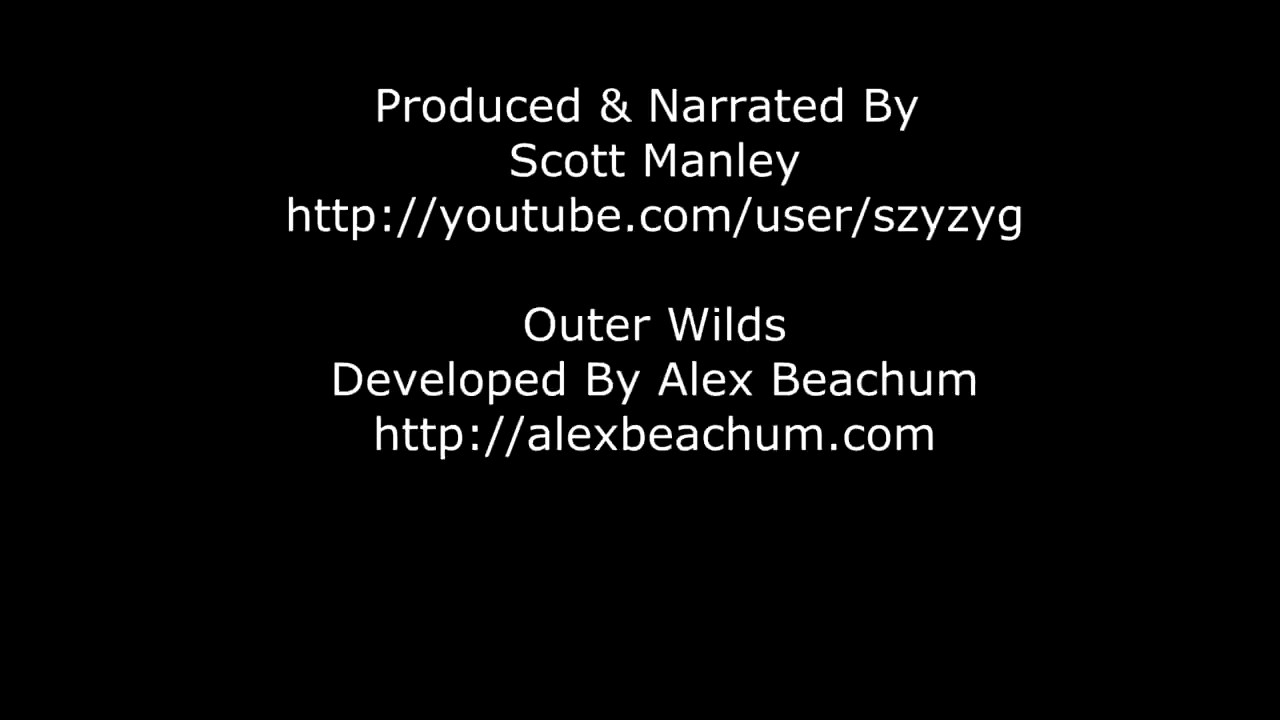 Produced & Narrated By
Scott Manley
http://youtube.com/user/szyzyg
Outer Wilds
Developed By Alex Beachum
http://alexbeachum.com